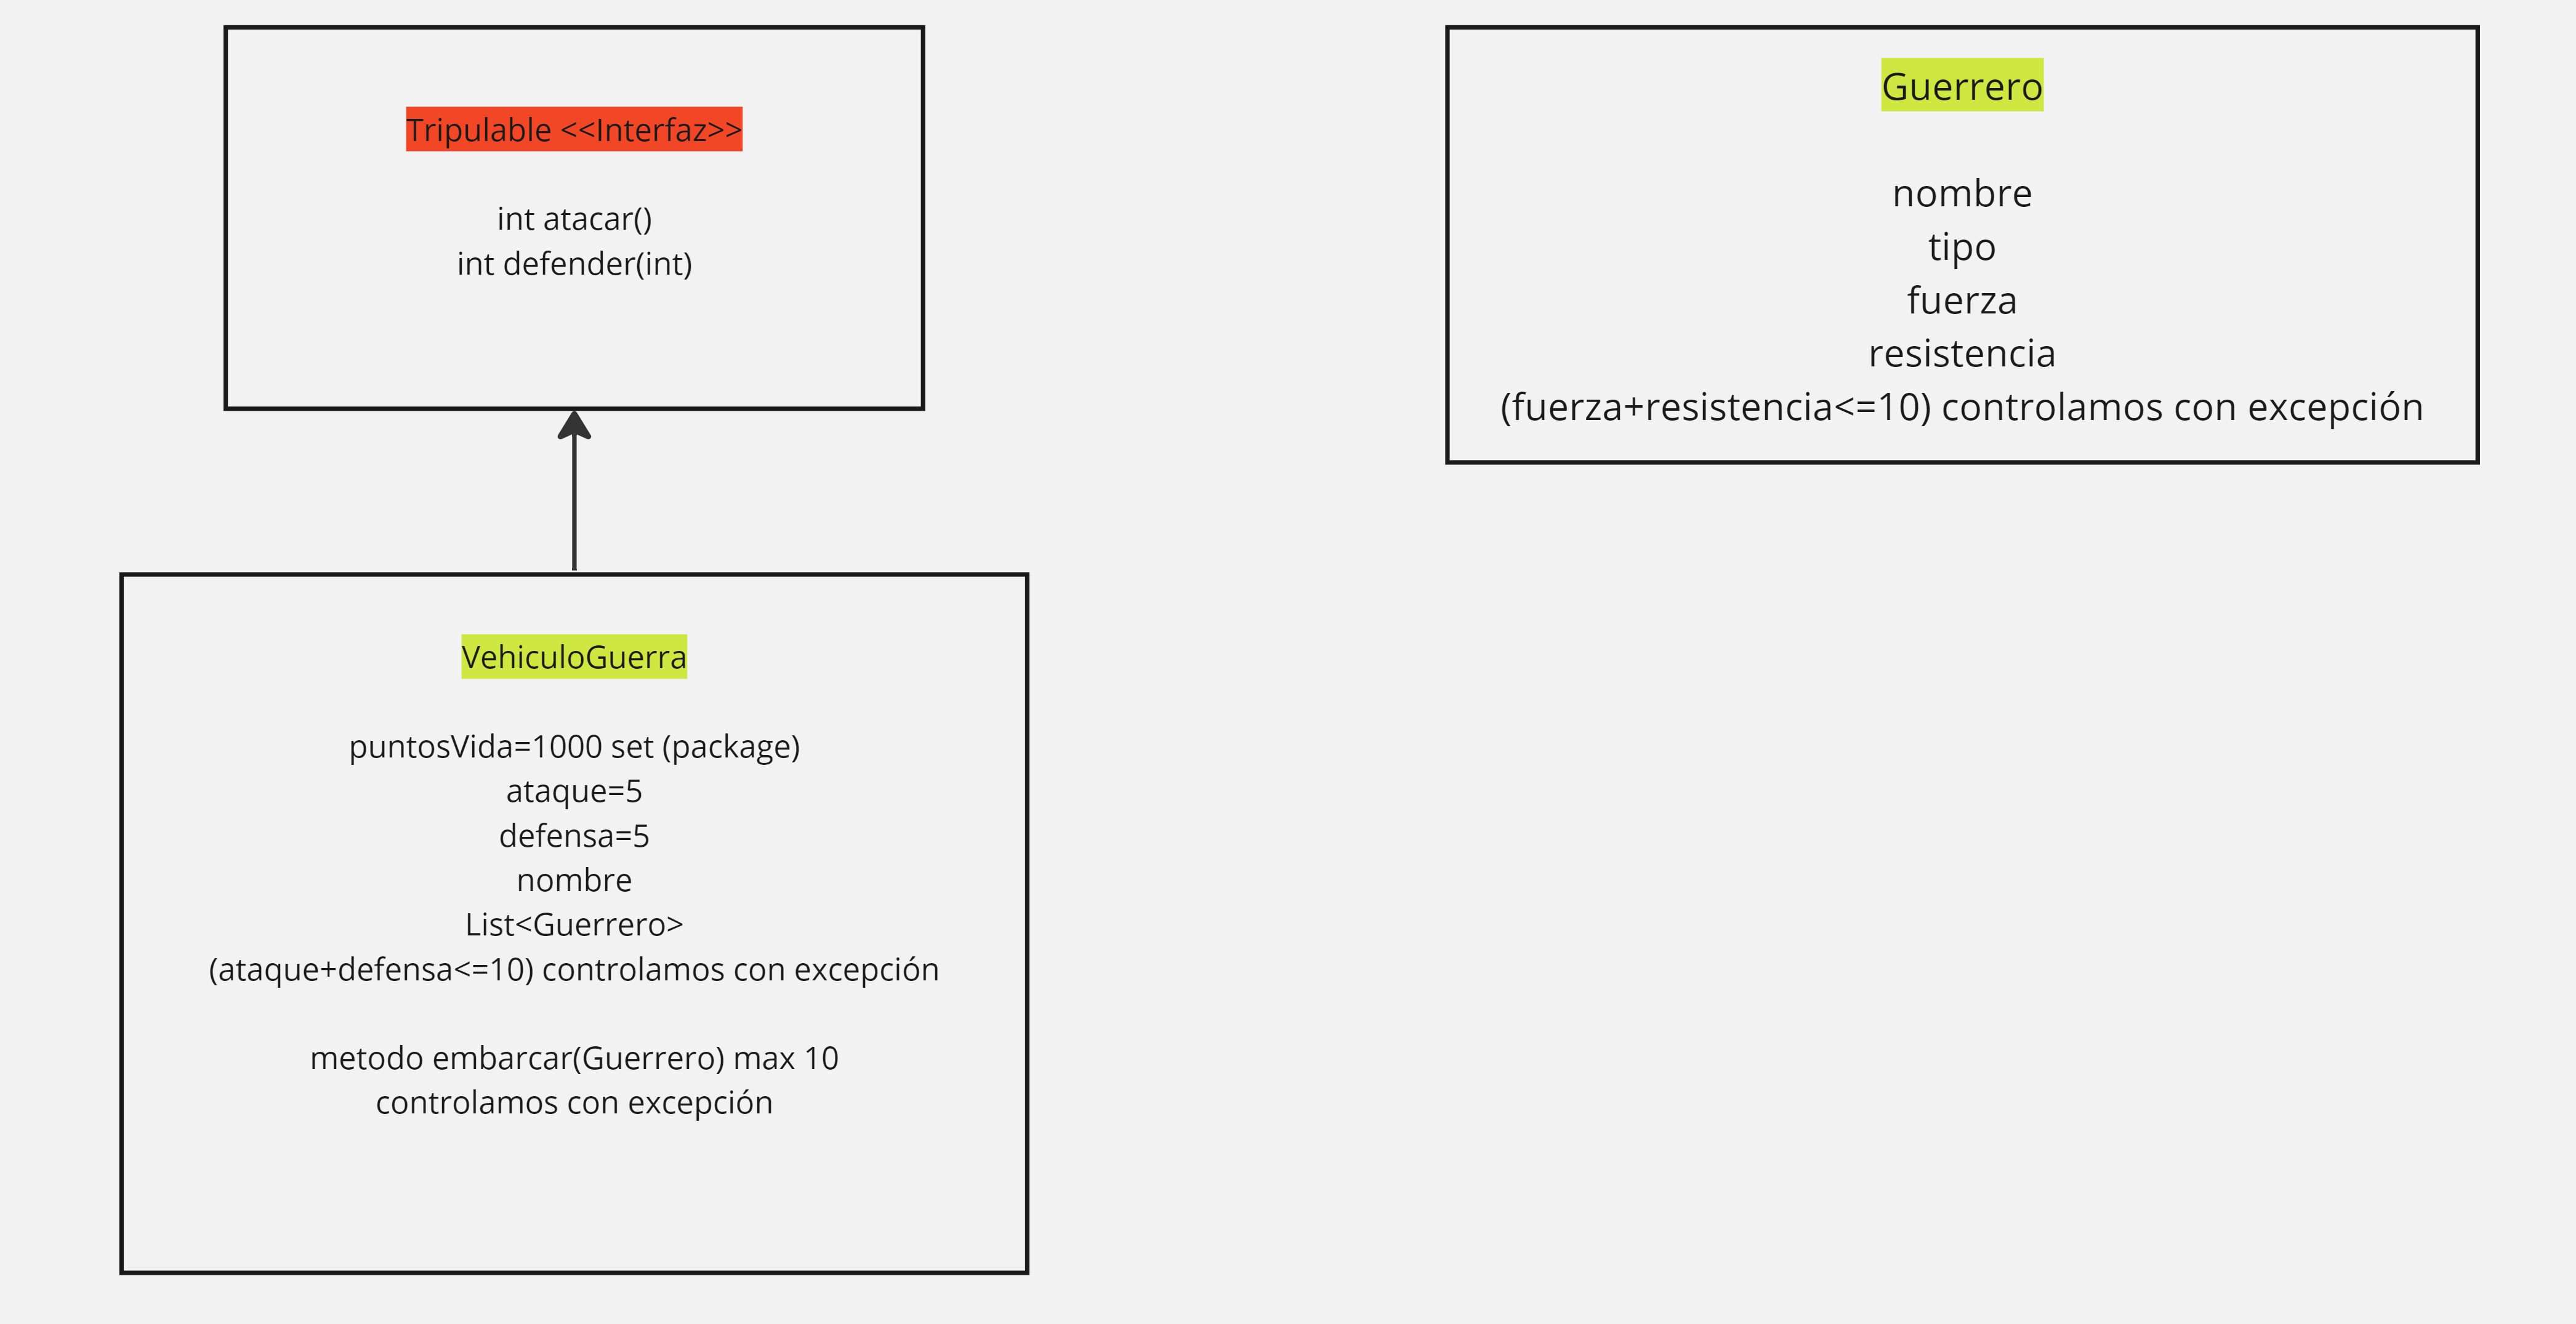 Tripulable <<Interfaz>>
int atacar()
int defender(int)
Guerrero
nombre
tipo
fuerza
resistencia
(fuerza+resistencia<=10) controlamos con excepción
VehiculoGuerra
puntosVida=1000 set (package)
ataque=5
defensa=5
nombre
List<Guerrero>
(ataque+defensa<=10) controlamos con excepción
metodo embarcar(Guerrero) max 10
controlamos con excepción